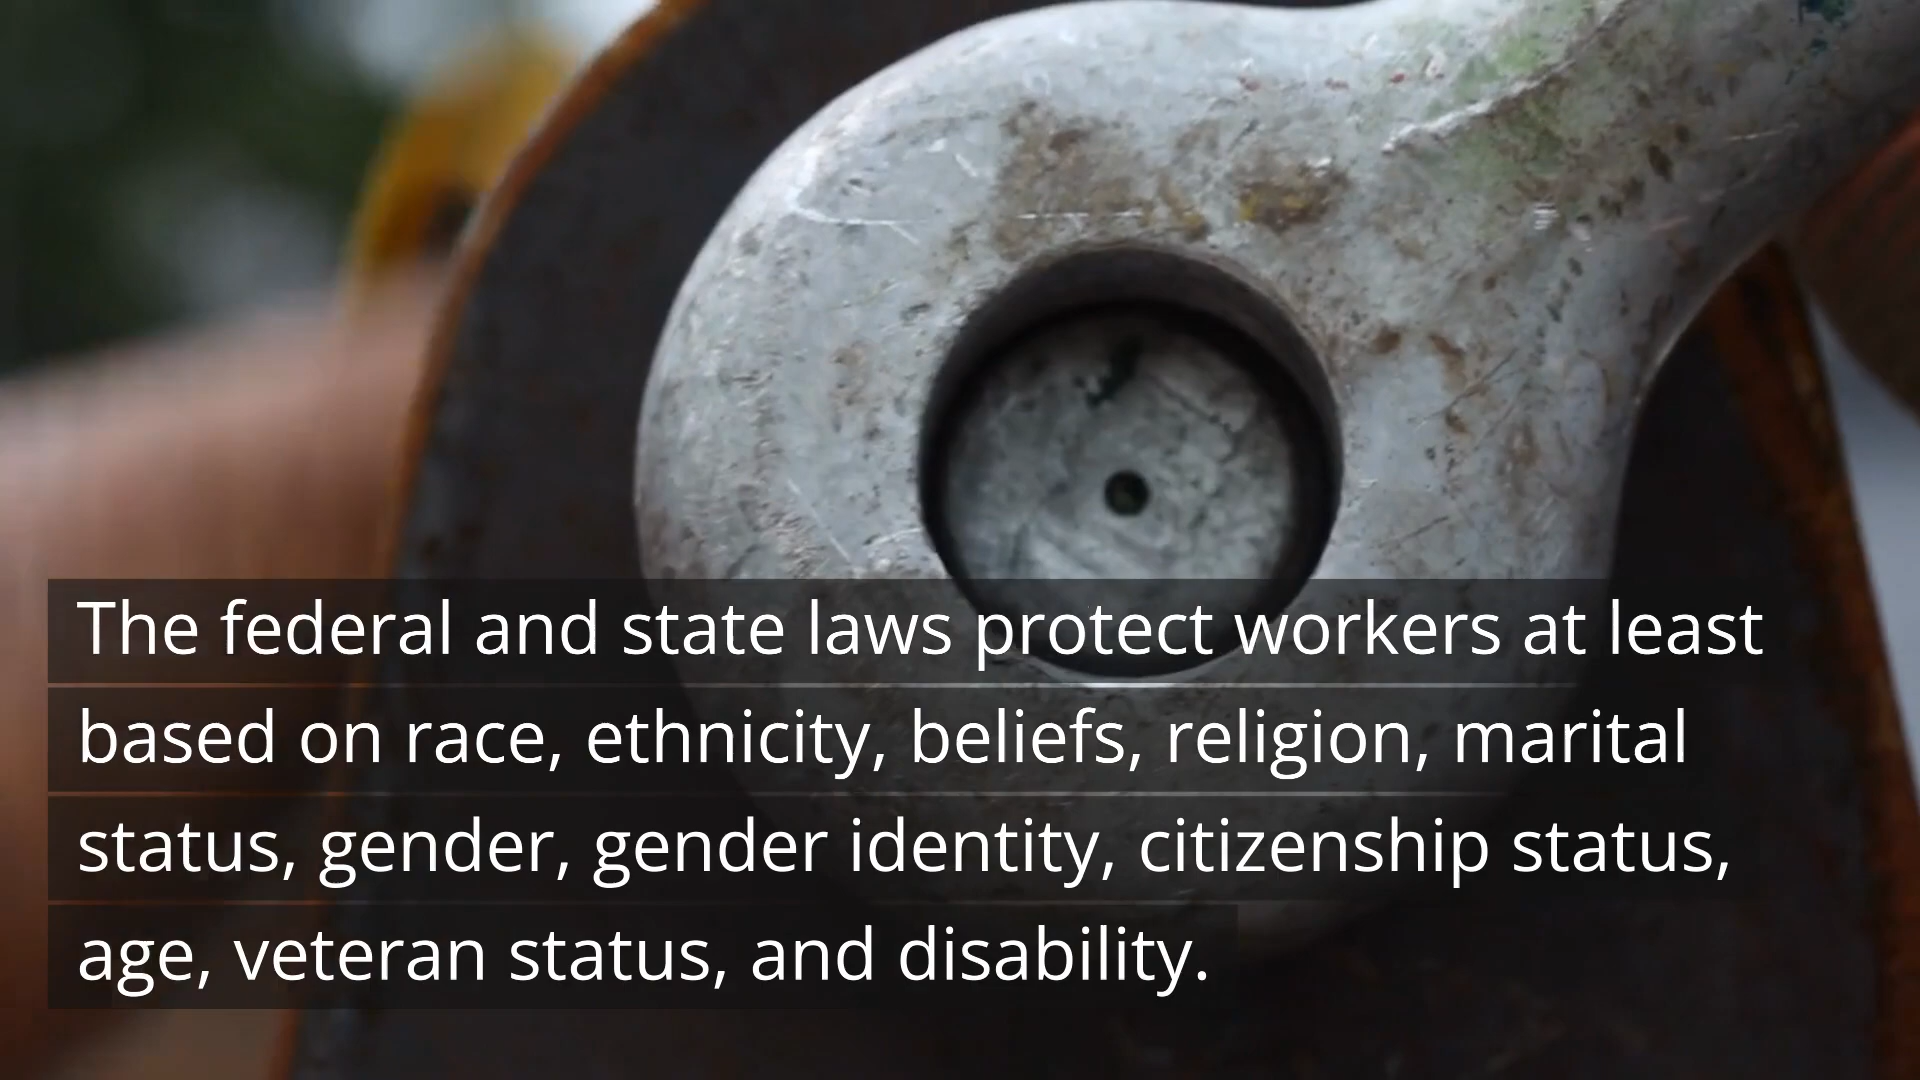 The federal and state laws protect workers at least
based on race, ethnicity, beliefs, religion, marital
status, gender, gender identity, citizenship status,
age, veteran status, and disability.